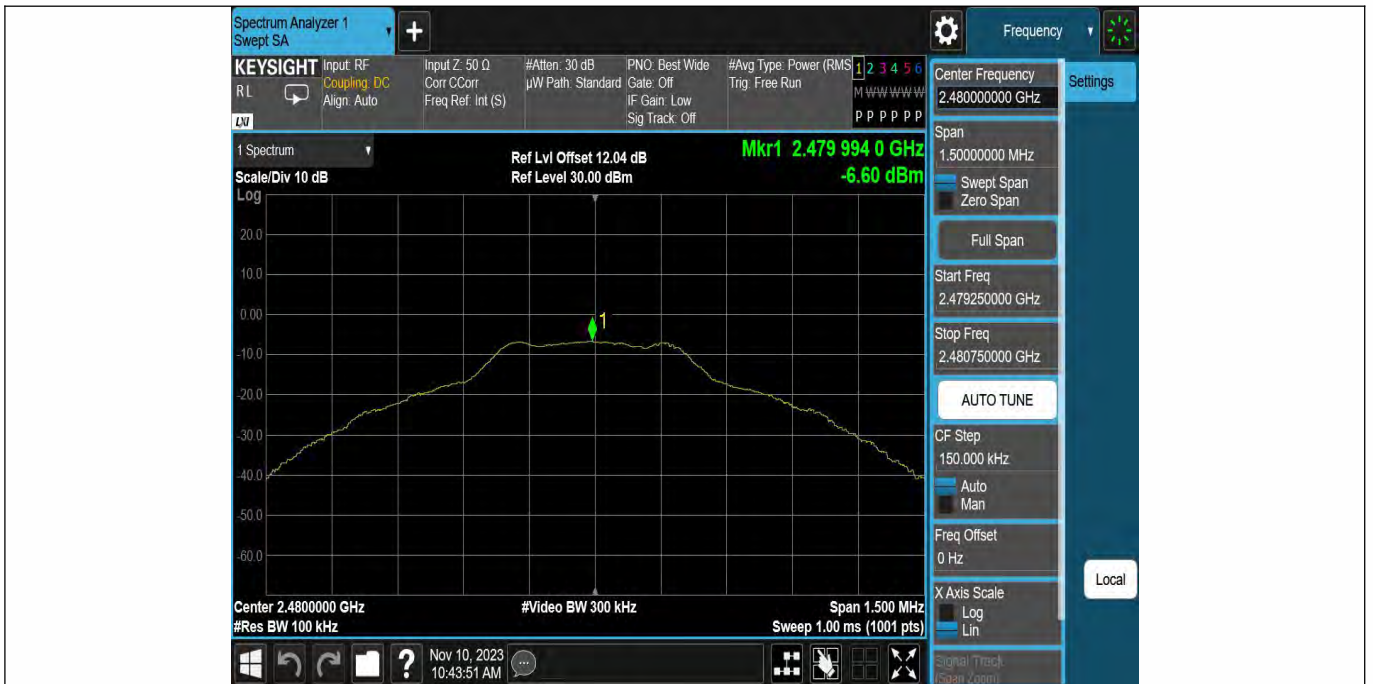 Spectrum Analyzer 1
Swept SA
+
Frequency
KEYSIGHT
RL
LXI
Input: RF
Coupling: DC
Align: Auto
Input Z: 50 Ω
Corr CCorr
Freq Ref: Int (S)
#Atten: 30 dB
µW Path: Standard
PNO: Best Wide
Gate: Off
IF Gain: Low
Sig Track: Off
#Avg Type: Power (RMS
Trig: Free Run
1 2 3 4 5 6
M W W W W W
P P P P P P
1 Spectrum
Scale/Div 10 dB
Log
Ref Lvl Offset 12.04 dB
Ref Level 30.00 dBm
Mkr1 2.479 994 0 GHz
-6.60 dBm
20.0
10.0
0.00
1
-10.0
-20.0
-30.0
-40.0
-50.0
-60.0
Center 2.4800000 GHz
#Video BW 300 kHz
Span 1.500 MHz
#Res BW 100 kHz
Sweep 1.00 ms (1001 pts)
?
Nov 10, 2023
10:43:51 AM
Center Frequency
2.480000000 GHz
Settings
Span
1.50000000 MHz
Swept Span
Zero Span
Full Span
Start Freq
2.479250000 GHz
Stop Freq
2.480750000 GHz
AUTO TUNE
CF Step
150.000 kHz
Auto
Man
Freq Offset
0 Hz
X Axis Scale
Log
Lin
Local
Signal Track
(Span Zoom)